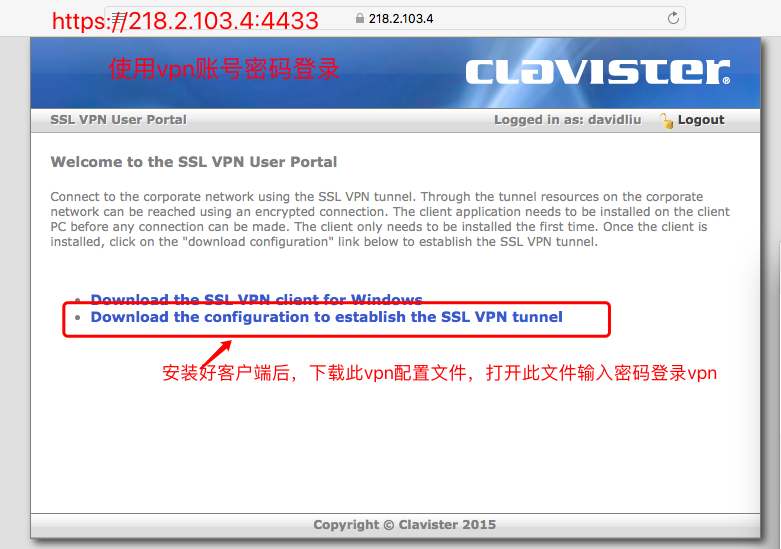 https://218.2.103.4:4433
218.2.103.4
使用vpn账号密码登录
CLAVISTER®
SSL VPN User Portal
Logged in as: davidliu
Logout
Welcome to the SSL VPN User Portal
Connect to the corporate network using the SSL VPN tunnel. Through the tunnel resources on the corporate
network can be reached using an encrypted connection. The client application needs to be installed on the client
PC before any connection can be made. The client only needs to be installed the first time. Once the client is
installed, click on the "download configuration" link below to establish the SSL VPN tunnel.
Download the SSL VPN client for Windows
Download the configuration to establish the SSL VPN tunnel
安装好客户端后，下载此vpn配置文件，打开此文件输入密码登录vpn
Copyright © Clavister 2015